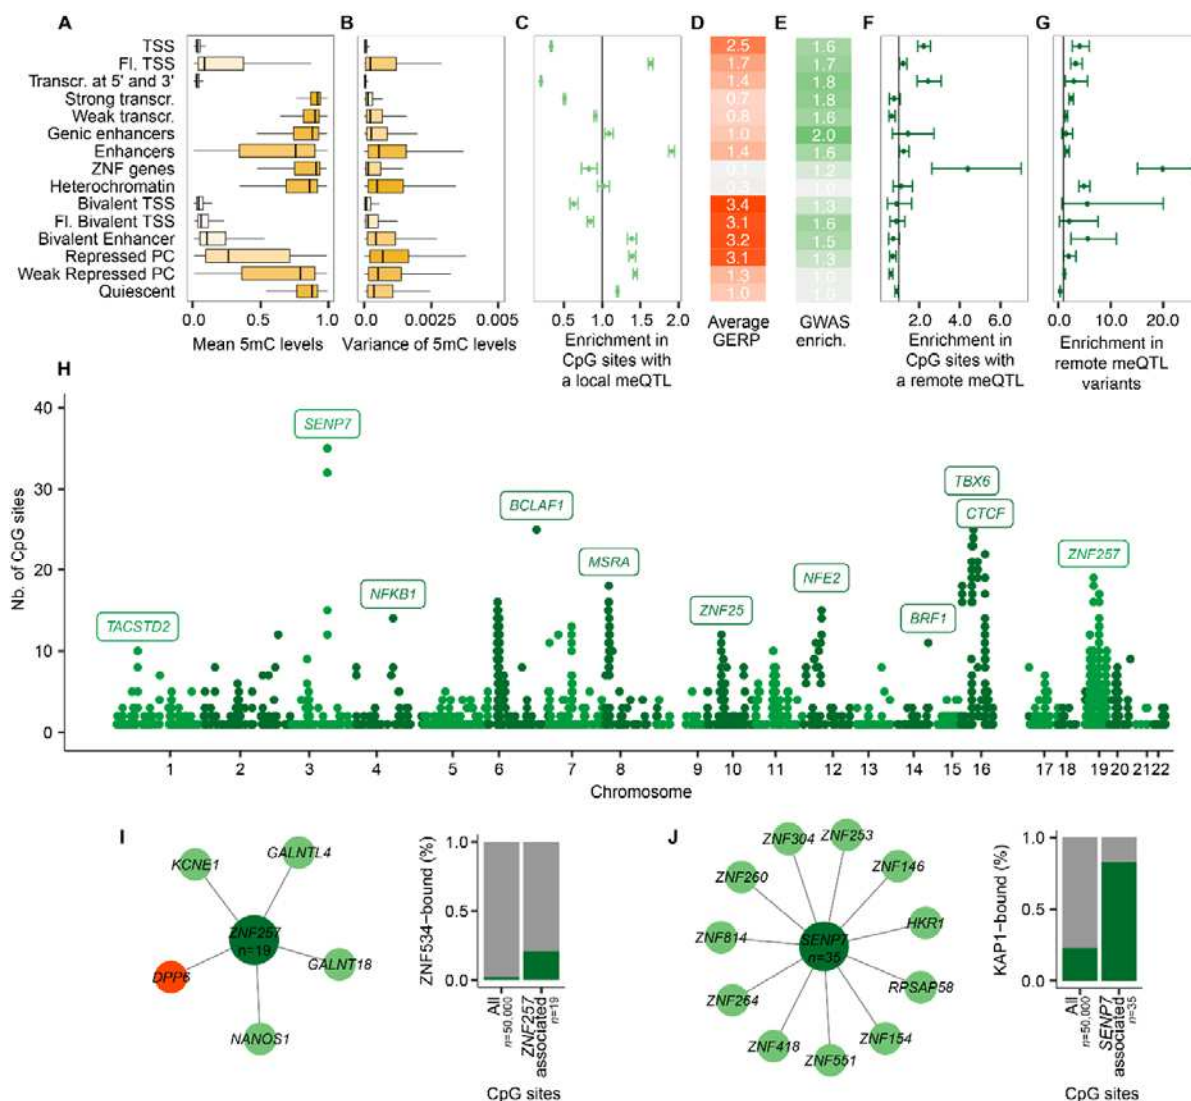 A B C D E F G
TSS
Fl. TSS
Transcr. at 5' and 3'
Strong transcr.
Weak transcr.
Genic enhancers
Enhancers
ZNF genes
Heterochromatin
Bivalent TSS
Fl. Bivalent TSS
Bivalent Enhancer
Repressed PC
Weak Repressed PC
Quiescent
2.5 1.6
1.7 1.7
1.4 1.8
0.7 1.8
0.8 1.6
1.0 2.0
1.4 1.6
0.1 1.2
0.3 1.0
3.4 1.3
3.1 1.6
3.2 1.5
3.1 1.3
1.3 1.0
1.0 1.0
0.0 0.5 1.0
Mean 5mC levels
0.0 0.0025 0.005
Variance of 5mC levels
0.5 1.0 1.5 2.0
Enrichment in
CpG sites with
a local meQTL
Average
GERP
GWAS
enrich.
2.0 4.0 6.0
Enrichment in
CpG sites with
a remote meQTL
0.0 10 20
Enrichment in
remote meQTL
variants
H
Nb. of CpG sites
40
30
20
10
0
SENP7
BCLAF1
TBX6
CTCF
MSRA
NFE2
ZNF257
NFKB1
ZNF25
BRF1
TACSTD2
1 2 3 4 5 6 7 8 9 10 11 12 13 14 15 16 17 18 19 20 21 22
Chromosome
I
KCNE1
GALNTL4
ZNF257
n=19
DPP6
GALNT18
NANOS1
ZNF534−bound (%)
1.0
0.5
0.0
All
n=50,000
ZNF257
associated
n=19
CpG sites
J
ZNF304
ZNF253
ZNF260
ZNF146
ZNF814
SENP7
n=35
HKR1
ZNF264
RPSAP58
ZNF418
ZNF551
ZNF154
KAP1−bound (%)
1.0
0.5
0.0
All
n=50,000
SENP7
associated
n=35
CpG sites